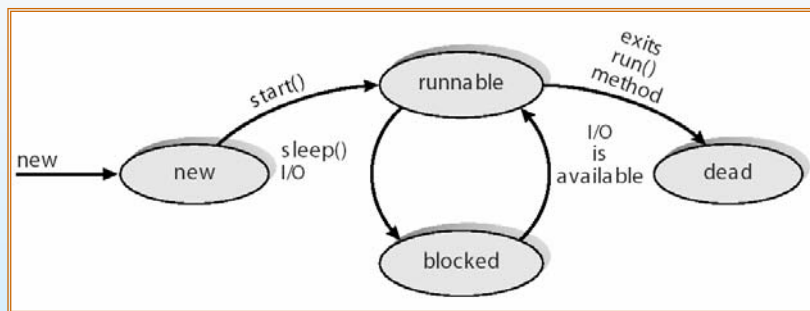 new
new
start()
runnable
sleep()
I/O
blocked
I/O
is
available
exits
run()
method
dead